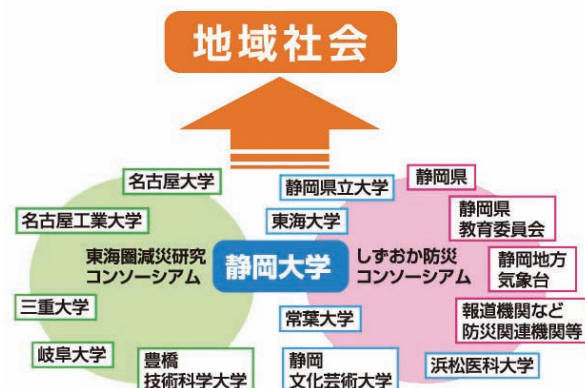 地域社会
名古屋大学
静岡県立大学
静岡県
名古屋工業大学
東海大学
静岡県
教育委員会
東海圏減災研究
コンソーシアム
静岡大学
しずおか防災
コンソーシアム
静岡地方
気象台
三重大学
常葉大学
報道機関など
防災関連機関等
岐阜大学
豊橋
技術科学大学
静岡
文化芸術大学
浜松医科大学